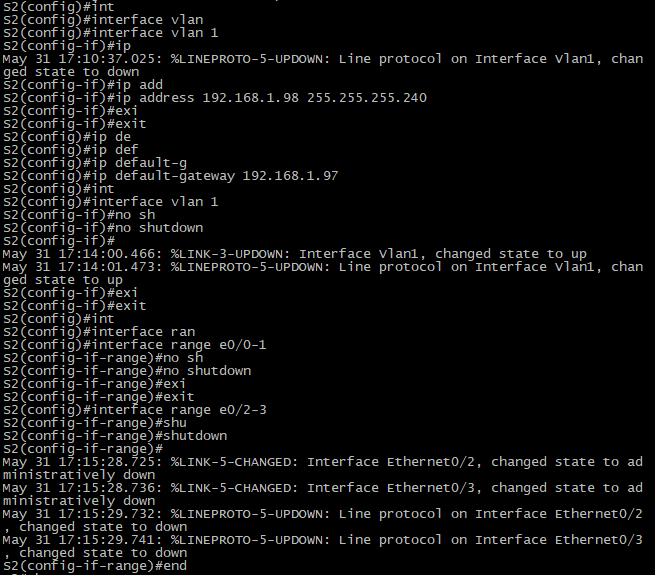 S2(config)#int
S2(config)#interface vlan
S2(config)#interface vlan 1
S2(config-if)#ip
May 31 17:10:37.025: %LINEPROTO-5-UPDOWN: Line protocol on Interface Vlan1, chan
ged state to down
S2(config-if)#ip add
S2(config-if)#ip address 192.168.1.98 255.255.255.240
S2(config-if)#exi
S2(config-if)#exit
S2(config)#ip de
S2(config)#ip def
S2(config)#ip default-g
S2(config)#ip default-gateway 192.168.1.97
S2(config)#int
S2(config)#interface vlan 1
S2(config-if)#no sh
S2(config-if)#no shutdown
S2(config-if)#
May 31 17:14:00.466: %LINK-3-UPDOWN: Interface Vlan1, changed state to up
May 31 17:14:01.473: %LINEPROTO-5-UPDOWN: Line protocol on Interface Vlan1, chan
ged state to up
S2(config-if)#exi
S2(config-if)#exit
S2(config)#int
S2(config)#interface ran
S2(config)#interface range e0/0-1
S2(config-if-range)#no sh
S2(config-if-range)#no shutdown
S2(config-if-range)#exi
S2(config-if-range)#exit
S2(config)#interface range e0/2-3
S2(config-if-range)#shu
S2(config-if-range)#shutdown
S2(config-if-range)#
May 31 17:15:28.725: %LINK-5-CHANGED: Interface Ethernet0/2, changed state to ad
ministratively down
May 31 17:15:28.736: %LINK-5-CHANGED: Interface Ethernet0/3, changed state to ad
ministratively down
May 31 17:15:29.732: %LINEPROTO-5-UPDOWN: Line protocol on Interface Ethernet0/2
, changed state to down
May 31 17:15:29.741: %LINEPROTO-5-UPDOWN: Line protocol on Interface Ethernet0/3
, changed state to down
S2(config-if-range)#end